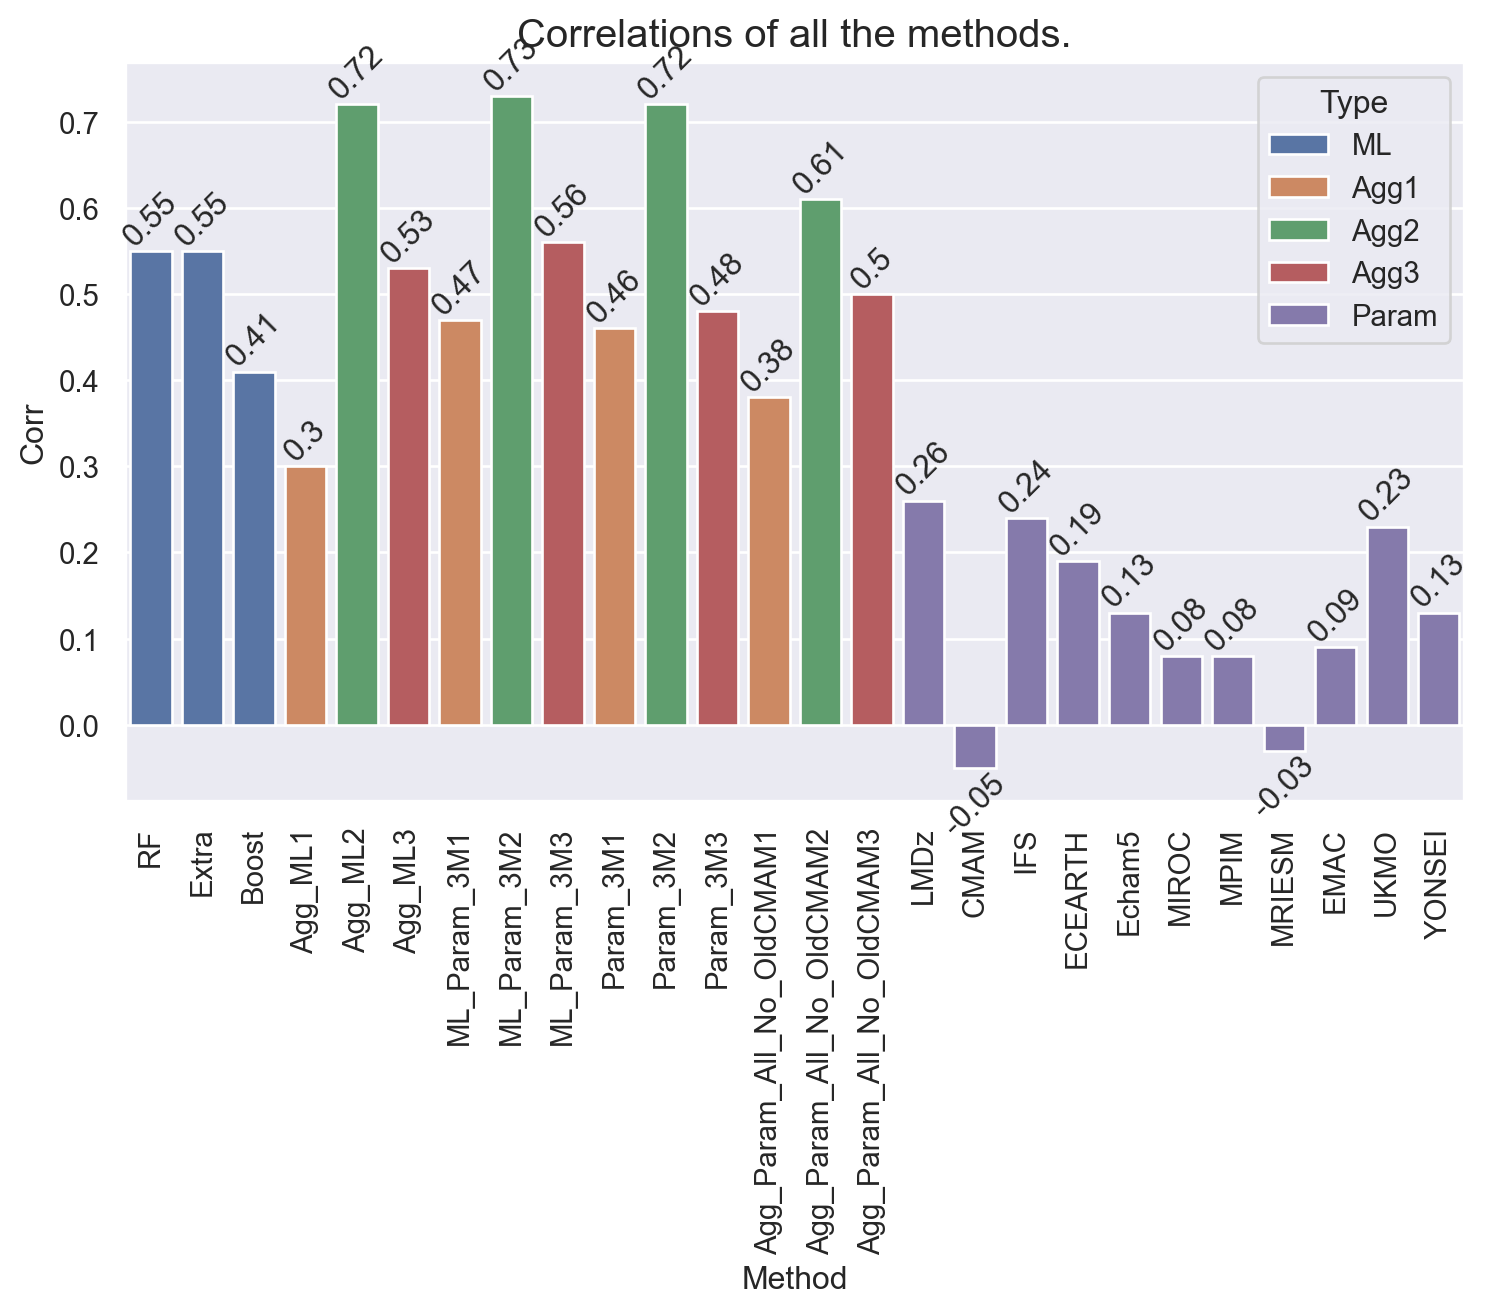 Correlations of all the methods.
0.72
0.73
0.72
0.61
0.55
0.55
0.53
0.56
0.5
0.41
0.47
0.46
0.48
0.38
0.3
0.26
0.24
0.19
0.13
0.08
0.08
0.09
0.23
0.13
-0.05
-0.03
Type
ML
Agg1
Agg2
Agg3
Param
Corr
0.7
0.6
0.5
0.4
0.3
0.2
0.1
0.0
RF
Extra
Boost
Agg_ML1
Agg_ML2
Agg_ML3
ML_Param_3M1
ML_Param_3M2
ML_Param_3M3
Param_3M1
Param_3M2
Param_3M3
Agg_Param_All_No_OldCMAM1
Agg_Param_All_No_OldCMAM2
Agg_Param_All_No_OldCMAM3
LMDz
CMAM
IFS
ECEARTH
Echam5
MIROC
MPIM
MRIESM
EMAC
UKMO
YONSEI
Method